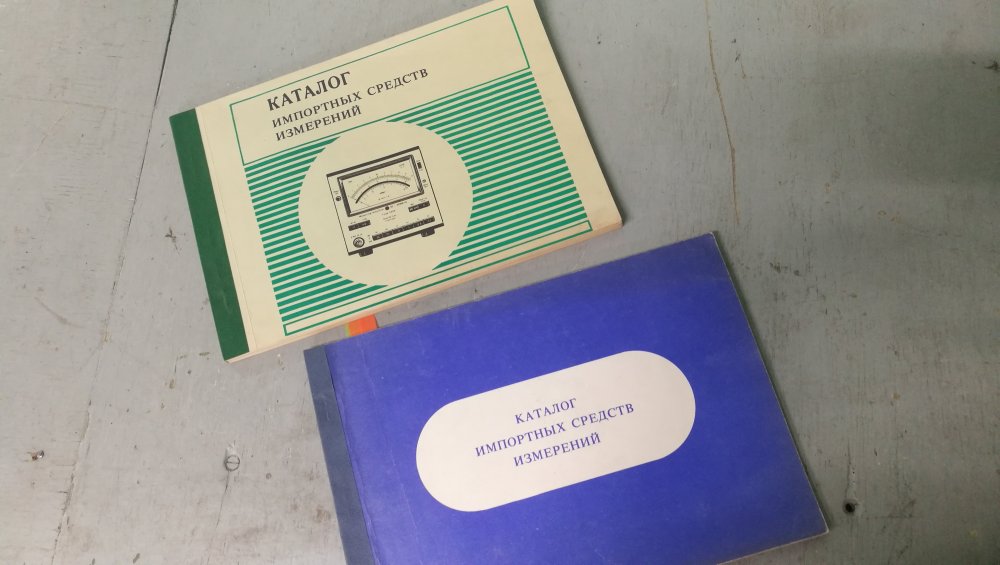 КАТАЛОГ
ИМПОРТНЫХ СРЕДСТВ
ИЗМЕРЕНИЙ
КАТАЛОГ
ИМПОРТНЫХ СРЕДСТВ
ИЗМЕРЕНИЙ